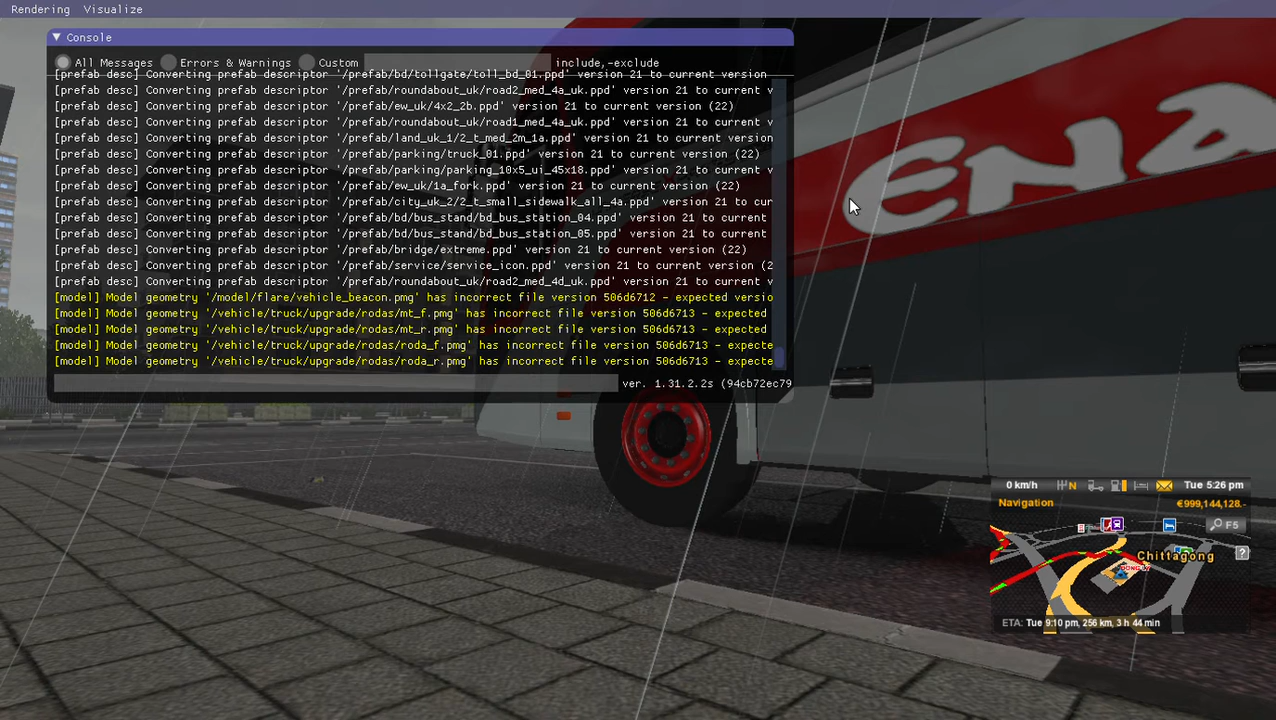 Rendering Visualize
Console
All Messages Errors & Warnings Custom include,-exclude
[prefab desc] Converting prefab descriptor '/prefab/bd/tollgate/toll_bd_01.ppd' version 21 to current version
[prefab desc] Converting prefab descriptor '/prefab/roundabout_uk/road2_med_4a_uk.ppd' version 21 to current v
[prefab desc] Converting prefab descriptor '/prefab/ew_uk/4x2_2b.ppd' version 21 to current version (22)
[prefab desc] Converting prefab descriptor '/prefab/roundabout_uk/road1_med_4a_uk.ppd' version 21 to current v
[prefab desc] Converting prefab descriptor '/prefab/land_uk_1/2_t_med_2m_1a.ppd' version 21 to current version
[prefab desc] Converting prefab descriptor '/prefab/parking/truck_01.ppd' version 21 to current version (22)
[prefab desc] Converting prefab descriptor '/prefab/parking/parking_10x5_ui_45x18.ppd' version 21 to current v
[prefab desc] Converting prefab descriptor '/prefab/ew_uk/1a_fork.ppd' version 21 to current version (22)
[prefab desc] Converting prefab descriptor '/prefab/city_uk_2/2_t_small_sidewalk_all_4a.ppd' version 21 to cur
[prefab desc] Converting prefab descriptor '/prefab/bd/bus_stand/bd_bus_station_04.ppd' version 21 to current
[prefab desc] Converting prefab descriptor '/prefab/bd/bus_stand/bd_bus_station_05.ppd' version 21 to current
[prefab desc] Converting prefab descriptor '/prefab/bridge/extreme.ppd' version 21 to current version (22)
[prefab desc] Converting prefab descriptor '/prefab/service/service_icon.ppd' version 21 to current version (2
[prefab desc] Converting prefab descriptor '/prefab/roundabout_uk/road2_med_4d_uk.ppd' version 21 to current v
[model] Model geometry '/model/flare/vehicle_beacon.pmg' has incorrect file version 506d6712 - expected versio
[model] Model geometry '/vehicle/truck/upgrade/rodas/mt_f.pmg' has incorrect file version 506d6713 - expected
[model] Model geometry '/vehicle/truck/upgrade/rodas/mt_r.pmg' has incorrect file version 506d6713 - expected
[model] Model geometry '/vehicle/truck/upgrade/rodas/roda_f.pmg' has incorrect file version 506d6713 - expecte
[model] Model geometry '/vehicle/truck/upgrade/rodas/roda_r.pmg' has incorrect file version 506d6713 - expecte
ver. 1.31.2.2s (94cb72ec79
ena
0 km/h N Tue 5:26 pm
Navigation €999,144,128.-
F5
Chittagong
?
ETA: Tue 9:10 pm, 256 km, 3 h 44 min